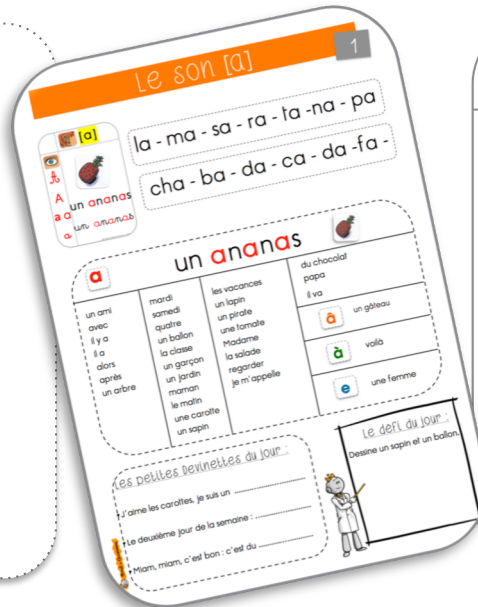 Le son [a]
1
[a]
la - ma - sa - ra - ta -na - pa
cha - ba - da - ca - da -fa -
A
A
a a
a
un ananas
un ananas
a
un ananas
un ami
avec
il y a
il a
alors
après
un arbre
mardi
samedi
quatre
un ballon
la classe
un garçon
un jardin
maman
le matin
une carotte
un sapin
les vacances
un lapin
un pirate
une tomate
Madame
la salade
regarder
je m'appelle
du chocolat
papa
il va
â
un gâteau
à
voilà
e
une femme
Les petites devinettes du jour :
J'aime les carottes, je suis un
Le deuxième jour de la semaine :
Miam, miam, c'est bon : c'est du
Le défi du jour :
Dessine un sapin et un ballon.